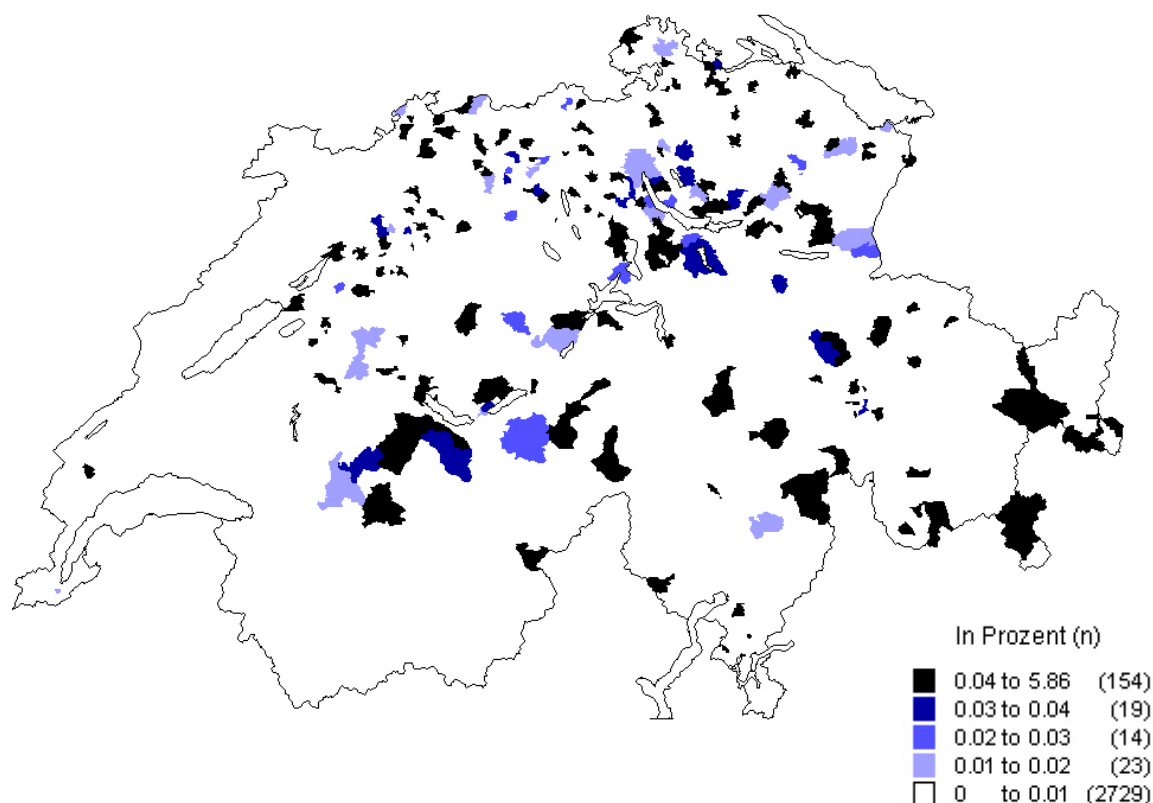 In Prozent (n)
0.04 to 5.86 (154)
0.03 to 0.04 (19)
0.02 to 0.03 (14)
0.01 to 0.02 (23)
0 to 0.01 (2729)